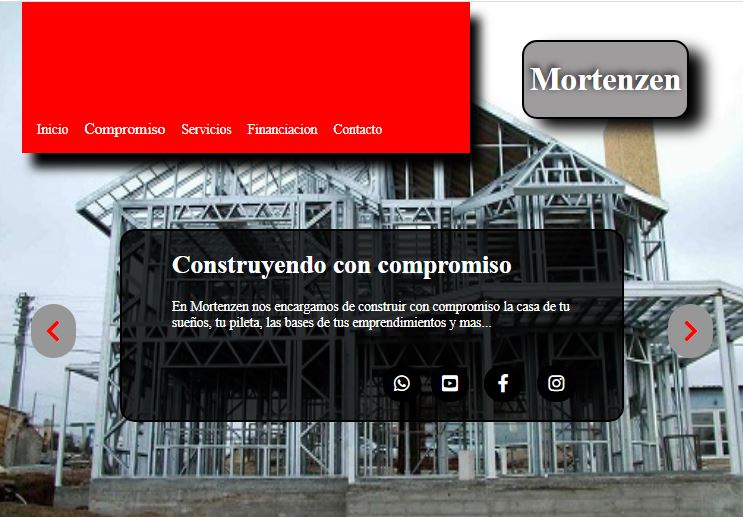 Mortenzen
Inicio Compromiso Servicios Financiacion Contacto
Construyendo con compromiso
En Mortenzen nos encargamos de construir con compromiso la casa de tu
sueños, tu pileta, las bases de tus emprendimientos y mas...